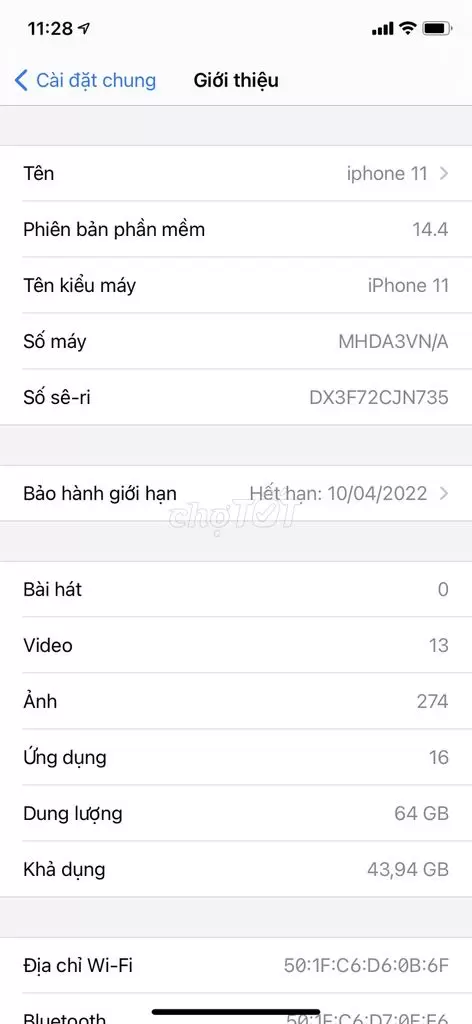 11:28
Cài đặt chung Giới thiệu
Tên iphone 11
Phiên bản phần mềm 14.4
Tên kiểu máy iPhone 11
Số máy MHDA3VN/A
Số sê-ri DX3F72CJN735
Bảo hành giới hạn Hết hạn: 10/04/2022
chợTỐT
Bài hát 0
Video 13
Ảnh 274
Ứng dụng 16
Dung lượng 64 GB
Khả dụng 43,94 GB
Địa chỉ Wi-Fi 50:1F:C6:D6:0B:6F
Bluetooth 50:1F:C6:D7:0F:F6